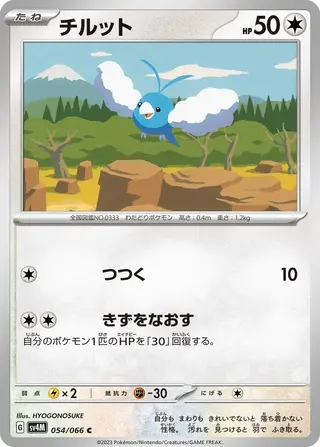 たね
チルット
HP50
全国図鑑NO.0333 わたどりポケモン 高さ:0.4m 重さ:1.2kg
つつく 10
きずをなおす
自分のポケモン1匹のHPを「30」回復する。
弱点 ×2 抵抗力 -30 にげる
Illus. HYOGONOSUKE
G SV4M 054/066 C
自分も まわりも きれいでないと 落ち着かない
性格。 汚れを みつけると 羽で ふき取る。
©2023 Pokémon/Nintendo/Creatures/GAME FREAK.